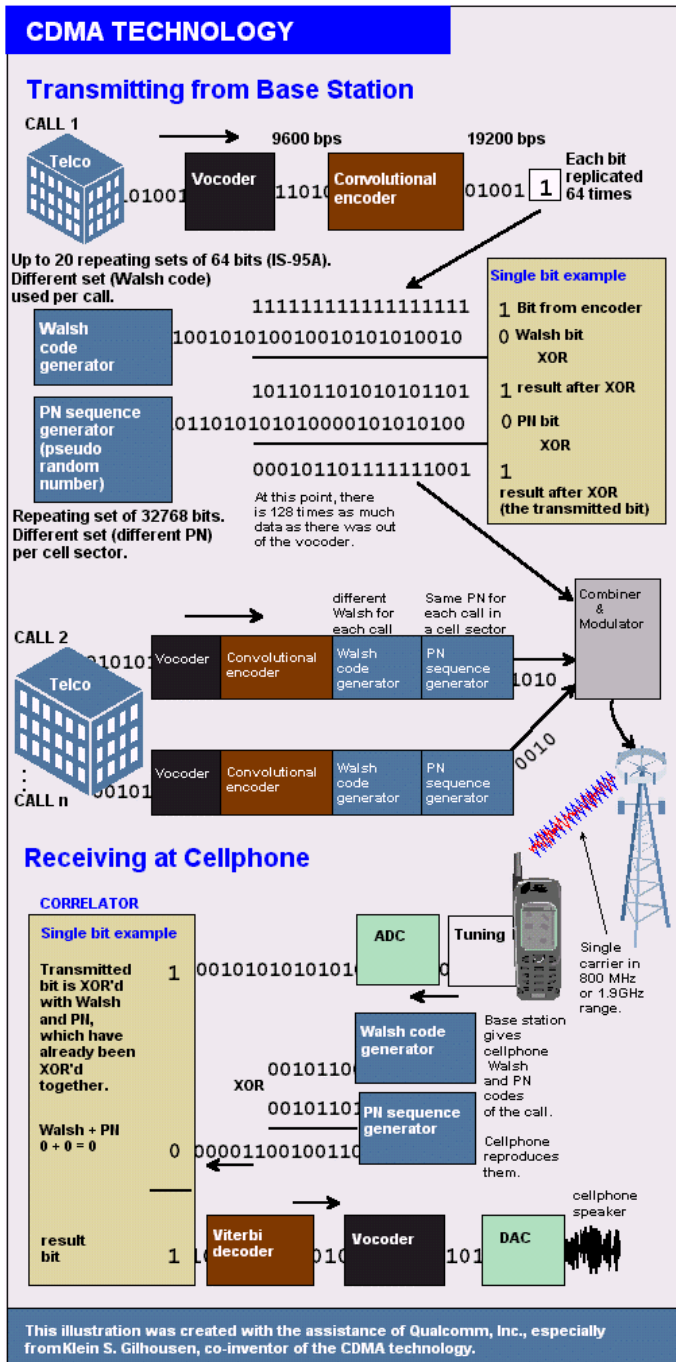 CDMA TECHNOLOGY
Transmitting from Base Station
CALL 1
9600 bps
19200 bps
Telco
101001
Vocoder
11010
Convolutional
encoder
01001
1
Each bit
replicated
64 times
Up to 20 repeating sets of 64 bits (IS-95A).
Different set (Walsh code)
used per call.
1111111111111111111
Walsh
code
generator
PN sequence
generator
(pseudo
random
number)
Repeating set of 32768 bits.
Different set (different PN)
per cell sector.
At this point, there
is 128 times as much
data as there was out
of the vocoder.
Single bit example
1 Bit from encoder
0 Walsh bit
XOR
1 result after XOR
0 PN bit
XOR
1
result after XOR
(the transmitted bit)
different
Walsh for
each call
Same PN for
each call in
a cell sector
Combiner
&
Modulator
CALL 2
Telco
010101
Vocoder
Convolutional
encoder
Walsh
code
generator
PN
sequence
generator
1010
:
:
CALL n
00101
Vocoder
Convolutional
encoder
Walsh
code
generator
PN
sequence
generator
0010
Receiving at Cellphone
CORRELATOR
Single bit example
Transmitted
bit is XOR'd
with Walsh
and PN,
which have
already been
XOR'd
together.
1
ADC
Tuning
Single
carrier in
800 MHz
or 1.9GHz
range.
Walsh code
generator
0010110
XOR
00101101
PN sequence
generator
Base station
gives
cellphone
Walsh
and PN
codes
of the call.
Cellphone
reproduces
them.
Walsh + PN
0 + 0 = 0
0
0000110010011
result
bit
1
Viterbi
decoder
Vocoder
101
DAC
cellphone
speaker
This illustration was created with the assistance of Qualcomm, Inc., especially
fromKlein S. Gilhousen, co-inventor of the CDMA technology.